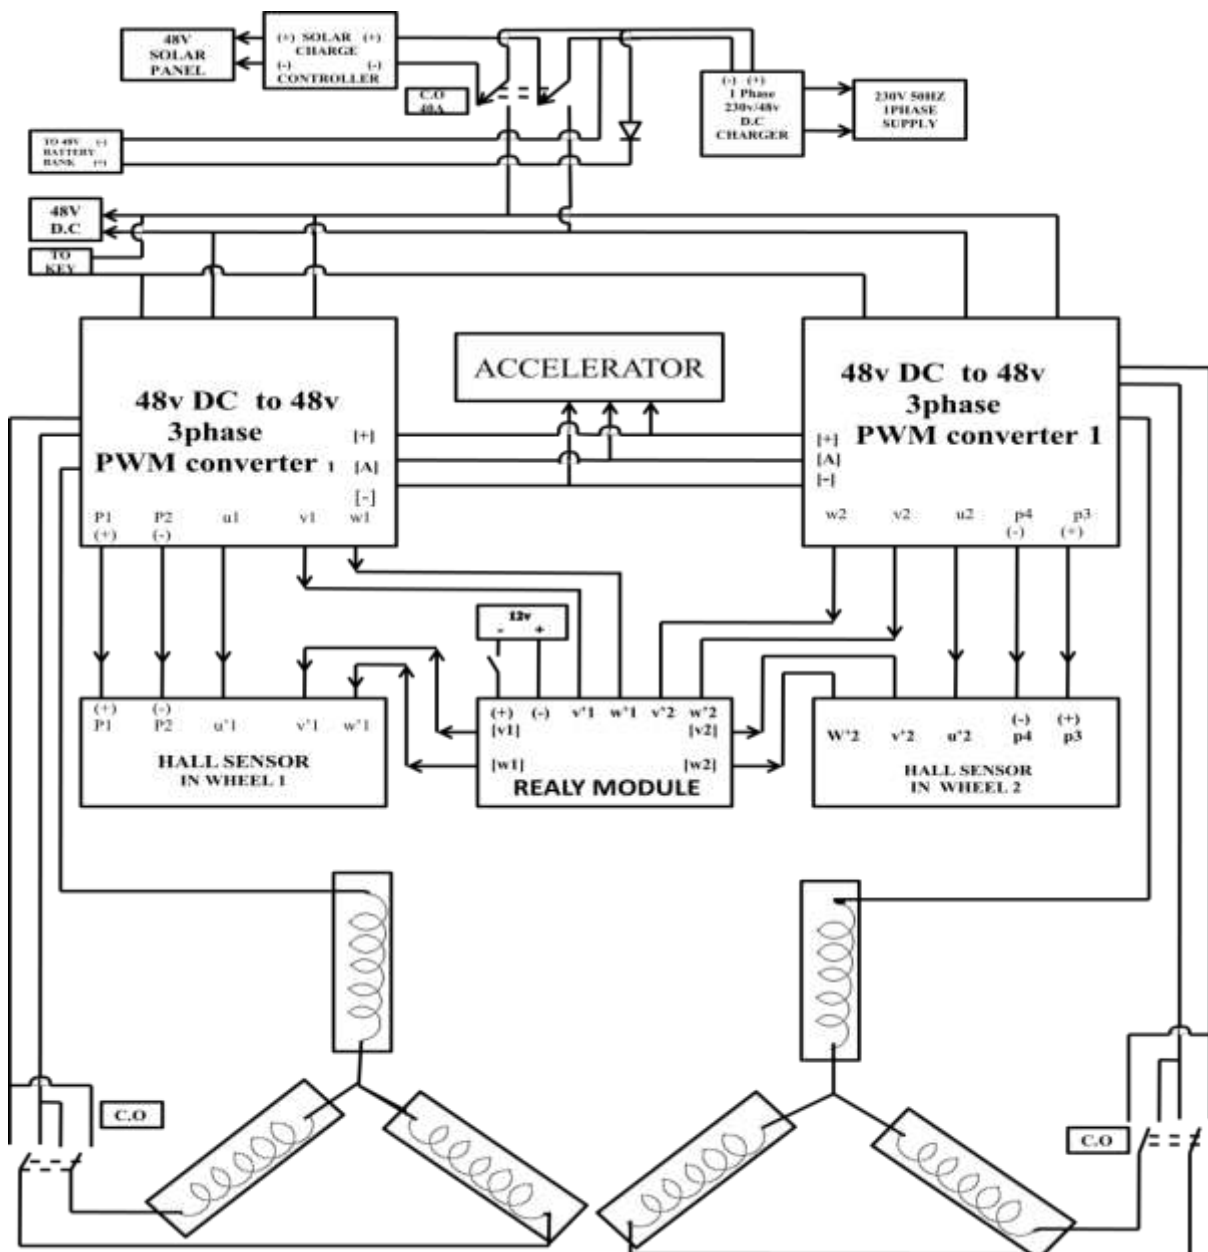 48V
SOLAR
PANEL
(+) SOLAR (+)
CHARGE
(-) (-)
CONTROLLER
C.O
40A
(-) (+)
1 Phase
230v/48v
D.C
CHARGER
230V 50HZ
1PHASE
SUPPLY
TO 48V (-)
BATTERY
BANK (+)
48V
D.C
TO
KEY
48v DC to 48v
3phase
PWM converter 1
[+]
[A]
[-]
P1 P2 u1 v1 w1
(+) (-)
ACCELERATOR
48v DC to 48v
3phase
PWM converter 1
[+]
[A]
[-]
w2 v2 u2 p4 p3
(-) (+)
12v
- +
(+) (-)
P1 P2 u'1 v'1 w'1
HALL SENSOR
IN WHEEL 1
(+) (-) v'1 w'1 v'2 w'2
[v1] [v2]
[w1] [w2]
REALY MODULE
(-) (+)
W'2 v'2 u'2 p4 p3
HALL SENSOR
IN WHEEL 2
C.O
C.O